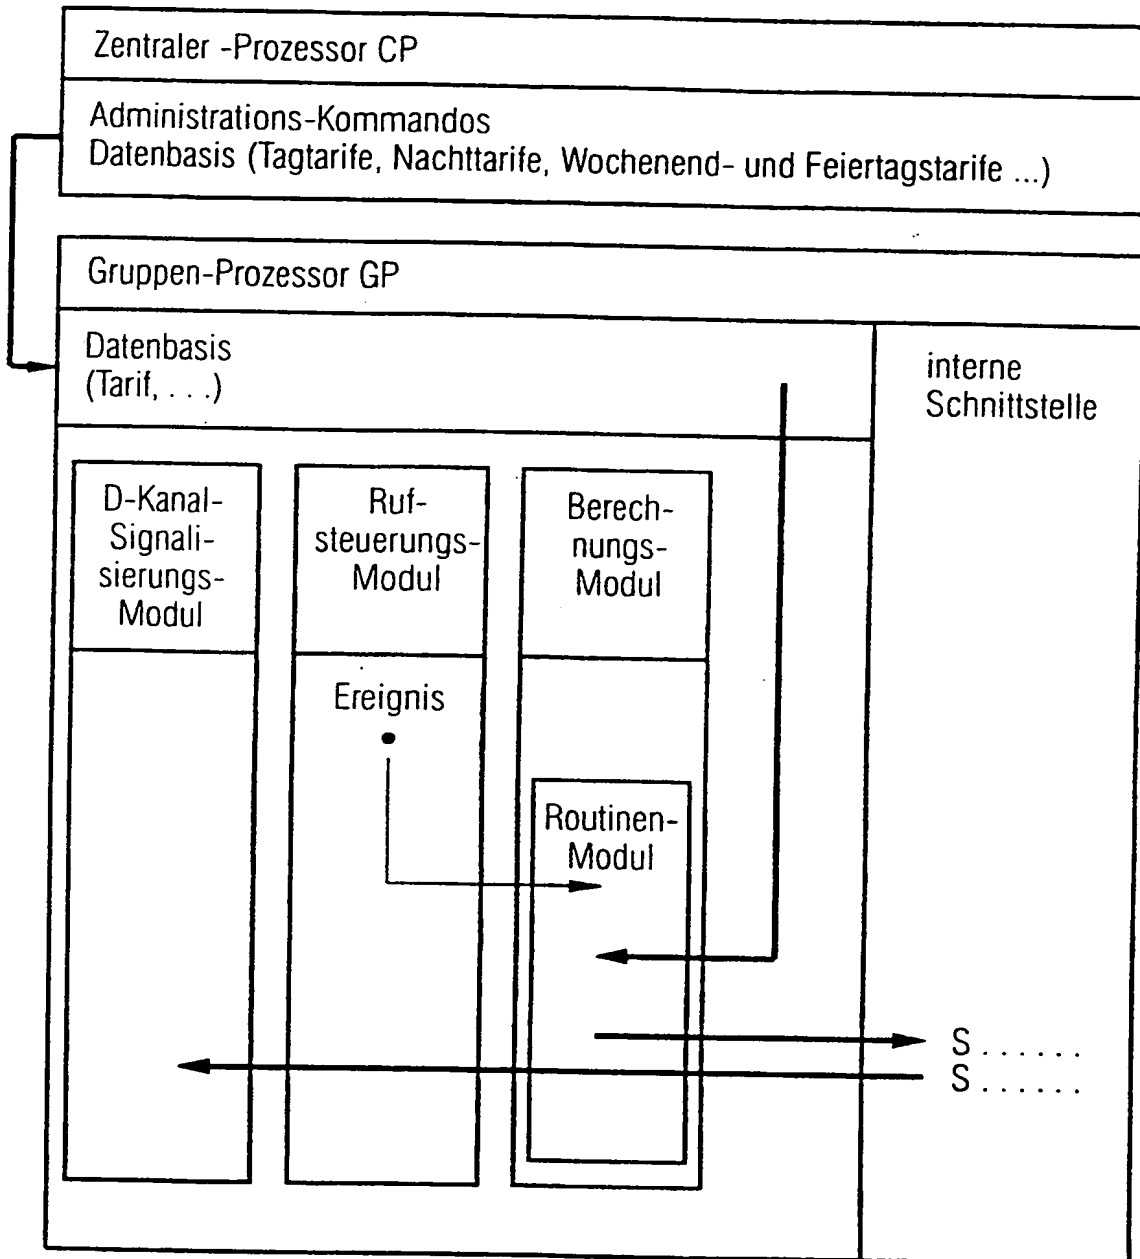 Zentraler -Prozessor CP
Administrations-Kommandos
Datenbasis (Tagtarife, Nachttarife, Wochenend- und Feiertagstarife ...)
Gruppen-Prozessor GP
Datenbasis
(Tarif, . . .)
interne
Schnittstelle
D-Kanal-
Signali-
sierungs-
Modul
Ruf-
steuerungs-
Modul
Berech-
nungs-
Modul
Ereignis
Routinen-
Modul
S . . . . . .
S . . . . . .